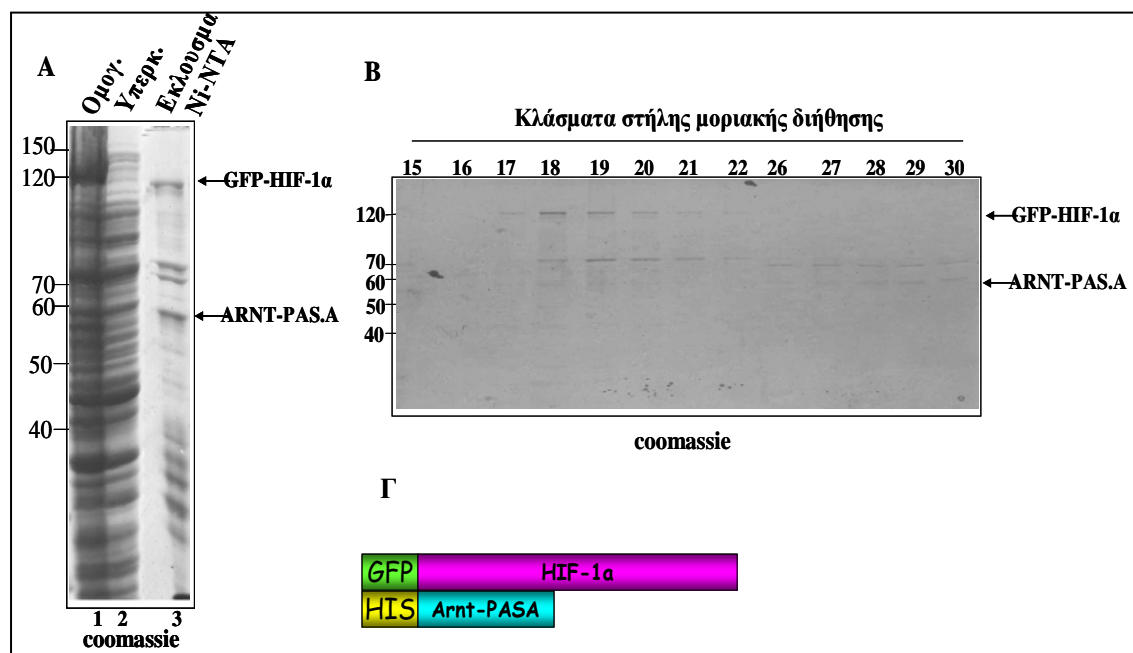 A
Ομογ.
Υπερκ.
Εκλουσμα
Ni-NTA
150
120
70
60
50
40
GFP-HIF-1α
ARNT-PAS.A
1 2 3
coomassie
B
Κλάσματα στήλης μοριακής διήθησης
15 16 17 18 19 20 21 22 26 27 28 29 30
120
70
60
50
40
GFP-HIF-1α
ARNT-PAS.A
coomassie
Γ
GFP HIF-1α
HIS Arnt-PASA